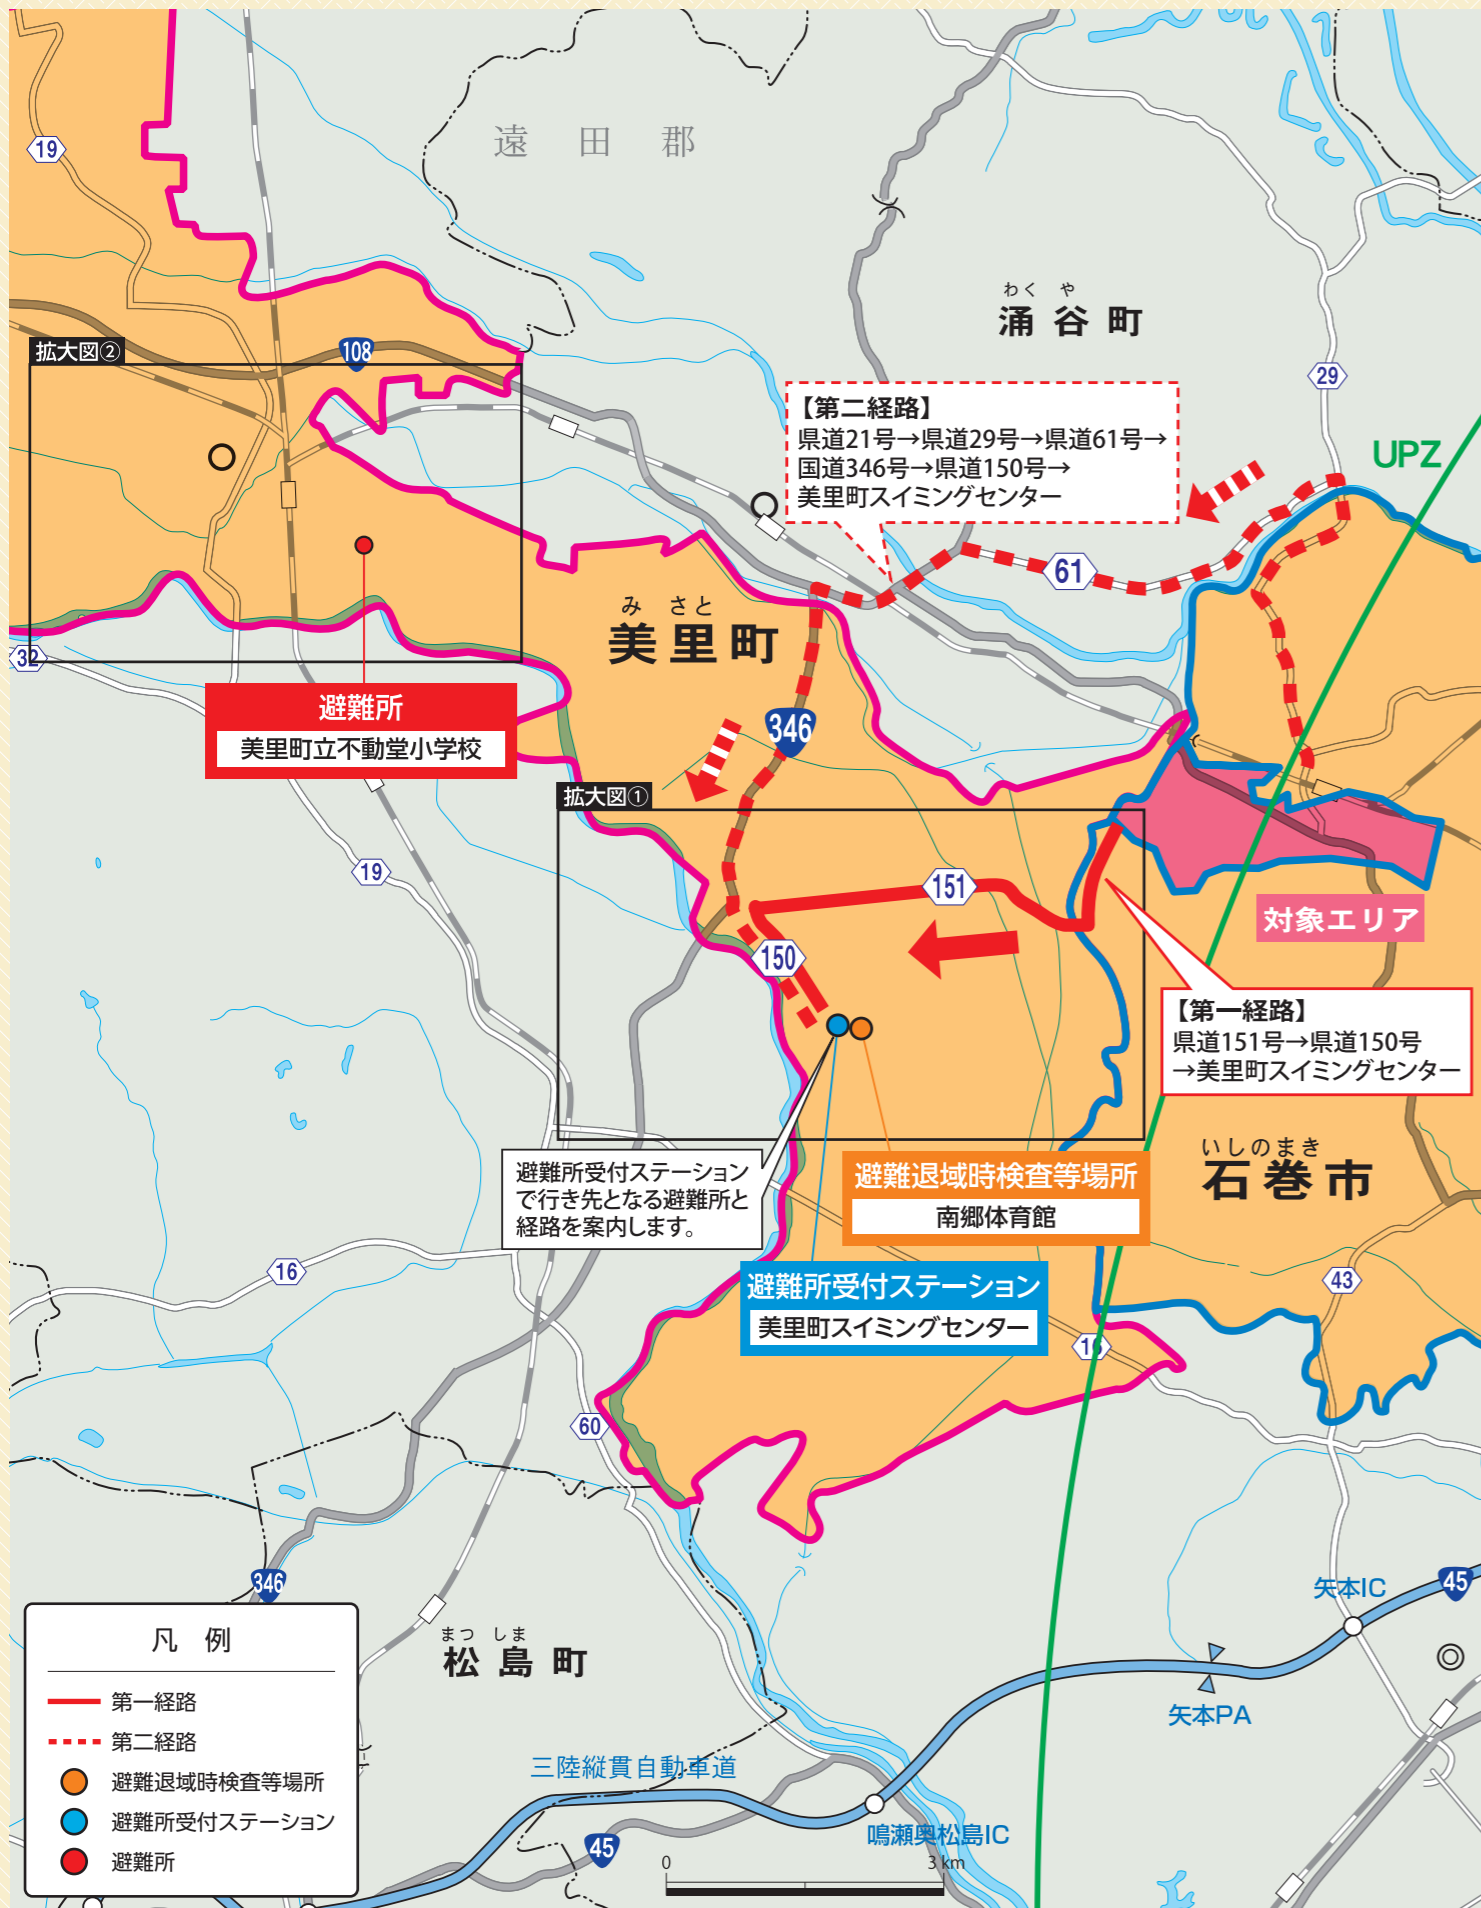 遠田郡
19
わくや
涌谷町
拡大図②
108
29
【第二経路】
県道21号→県道29号→県道61号→
国道346号→県道150号→
美里町スイミングセンター
UPZ
61
みさと
美里町
32
避難所
美里町立不動堂小学校
346
拡大図①
19
151
対象エリア
150
【第一経路】
県道151号→県道150号
→美里町スイミングセンター
避難所受付ステーション
で行き先となる避難所と
経路を案内します。
避難退域時検査等場所
南郷体育館
いしのまき
石巻市
16
避難所受付ステーション
美里町スイミングセンター
43
16
60
346
矢本IC
45
まつしま
松島町
矢本PA
三陸縦貫自動車道
鳴瀬奥松島IC
45
0
3 km
凡例
第一経路
第二経路
避難退域時検査等場所
避難所受付ステーション
避難所